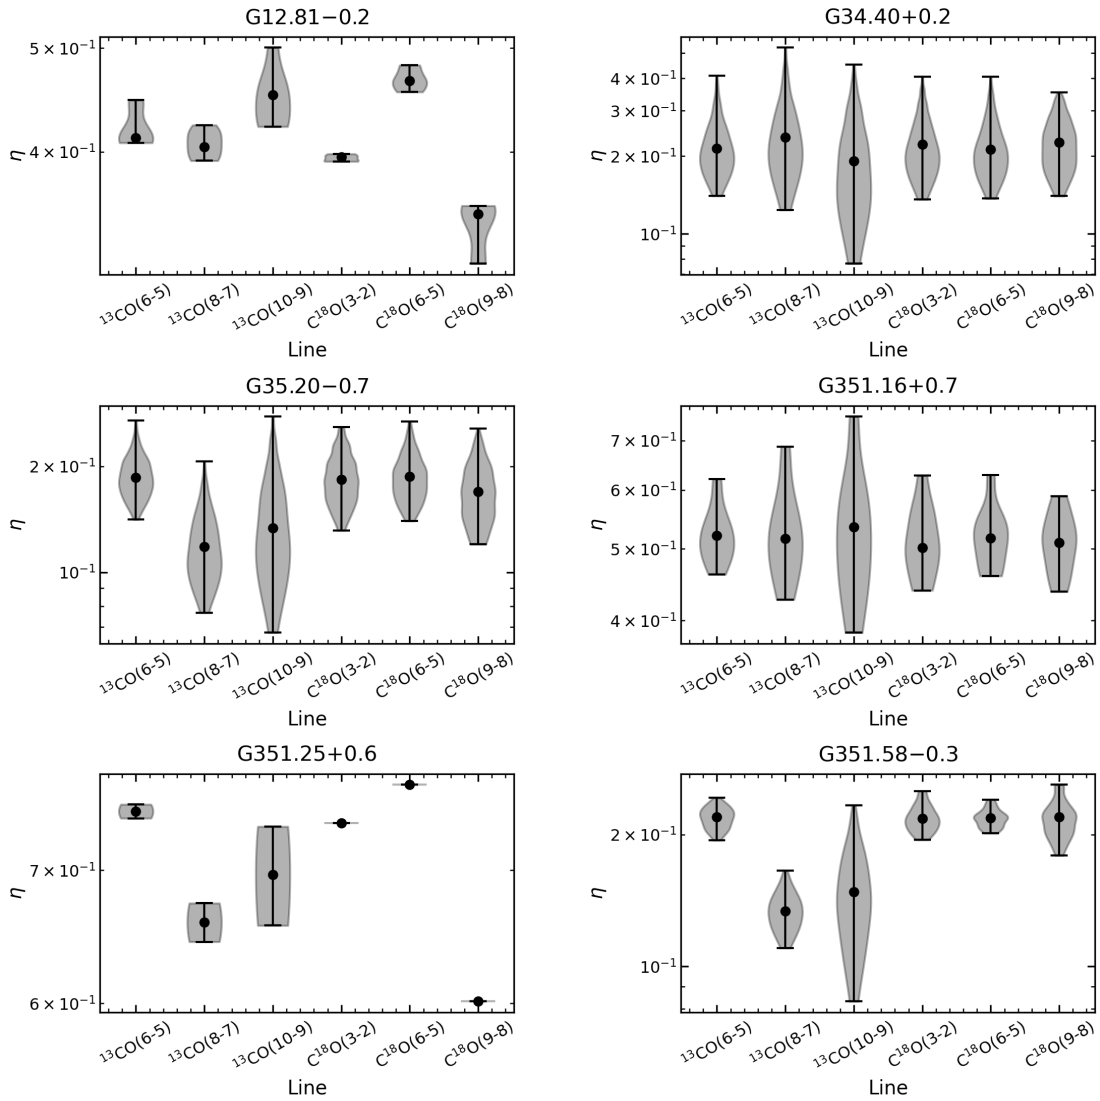 G12.81−0.2
5 × 10⁻¹
4 × 10⁻¹
η
¹³CO(6-5)
¹³CO(8-7)
¹³CO(10-9)
C¹⁸O(3-2)
C¹⁸O(6-5)
C¹⁸O(9-8)
Line
G34.40+0.2
4 × 10⁻¹
3 × 10⁻¹
2 × 10⁻¹
10⁻¹
η
¹³CO(6-5)
¹³CO(8-7)
¹³CO(10-9)
C¹⁸O(3-2)
C¹⁸O(6-5)
C¹⁸O(9-8)
Line
G35.20−0.7
2 × 10⁻¹
10⁻¹
η
¹³CO(6-5)
¹³CO(8-7)
¹³CO(10-9)
C¹⁸O(3-2)
C¹⁸O(6-5)
C¹⁸O(9-8)
Line
G351.16+0.7
7 × 10⁻¹
6 × 10⁻¹
5 × 10⁻¹
4 × 10⁻¹
η
¹³CO(6-5)
¹³CO(8-7)
¹³CO(10-9)
C¹⁸O(3-2)
C¹⁸O(6-5)
C¹⁸O(9-8)
Line
G351.25+0.6
7 × 10⁻¹
6 × 10⁻¹
η
¹³CO(6-5)
¹³CO(8-7)
¹³CO(10-9)
C¹⁸O(3-2)
C¹⁸O(6-5)
C¹⁸O(9-8)
Line
G351.58−0.3
2 × 10⁻¹
10⁻¹
η
¹³CO(6-5)
¹³CO(8-7)
¹³CO(10-9)
C¹⁸O(3-2)
C¹⁸O(6-5)
C¹⁸O(9-8)
Line